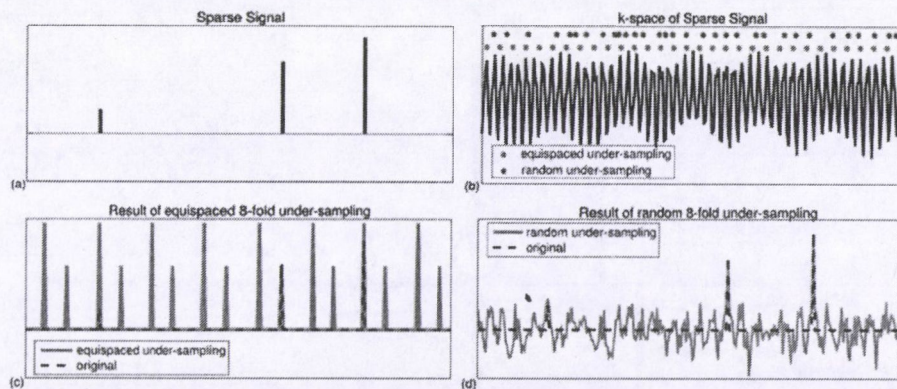 Sparse Signal
(a)
k-space of Sparse Signal
equispaced under-sampling
random under-sampling
(b)
Result of equispaced 8-fold under-sampling
equispaced under-sampling
original
(c)
Result of random 8-fold under-sampling
random under-sampling
original
(d)